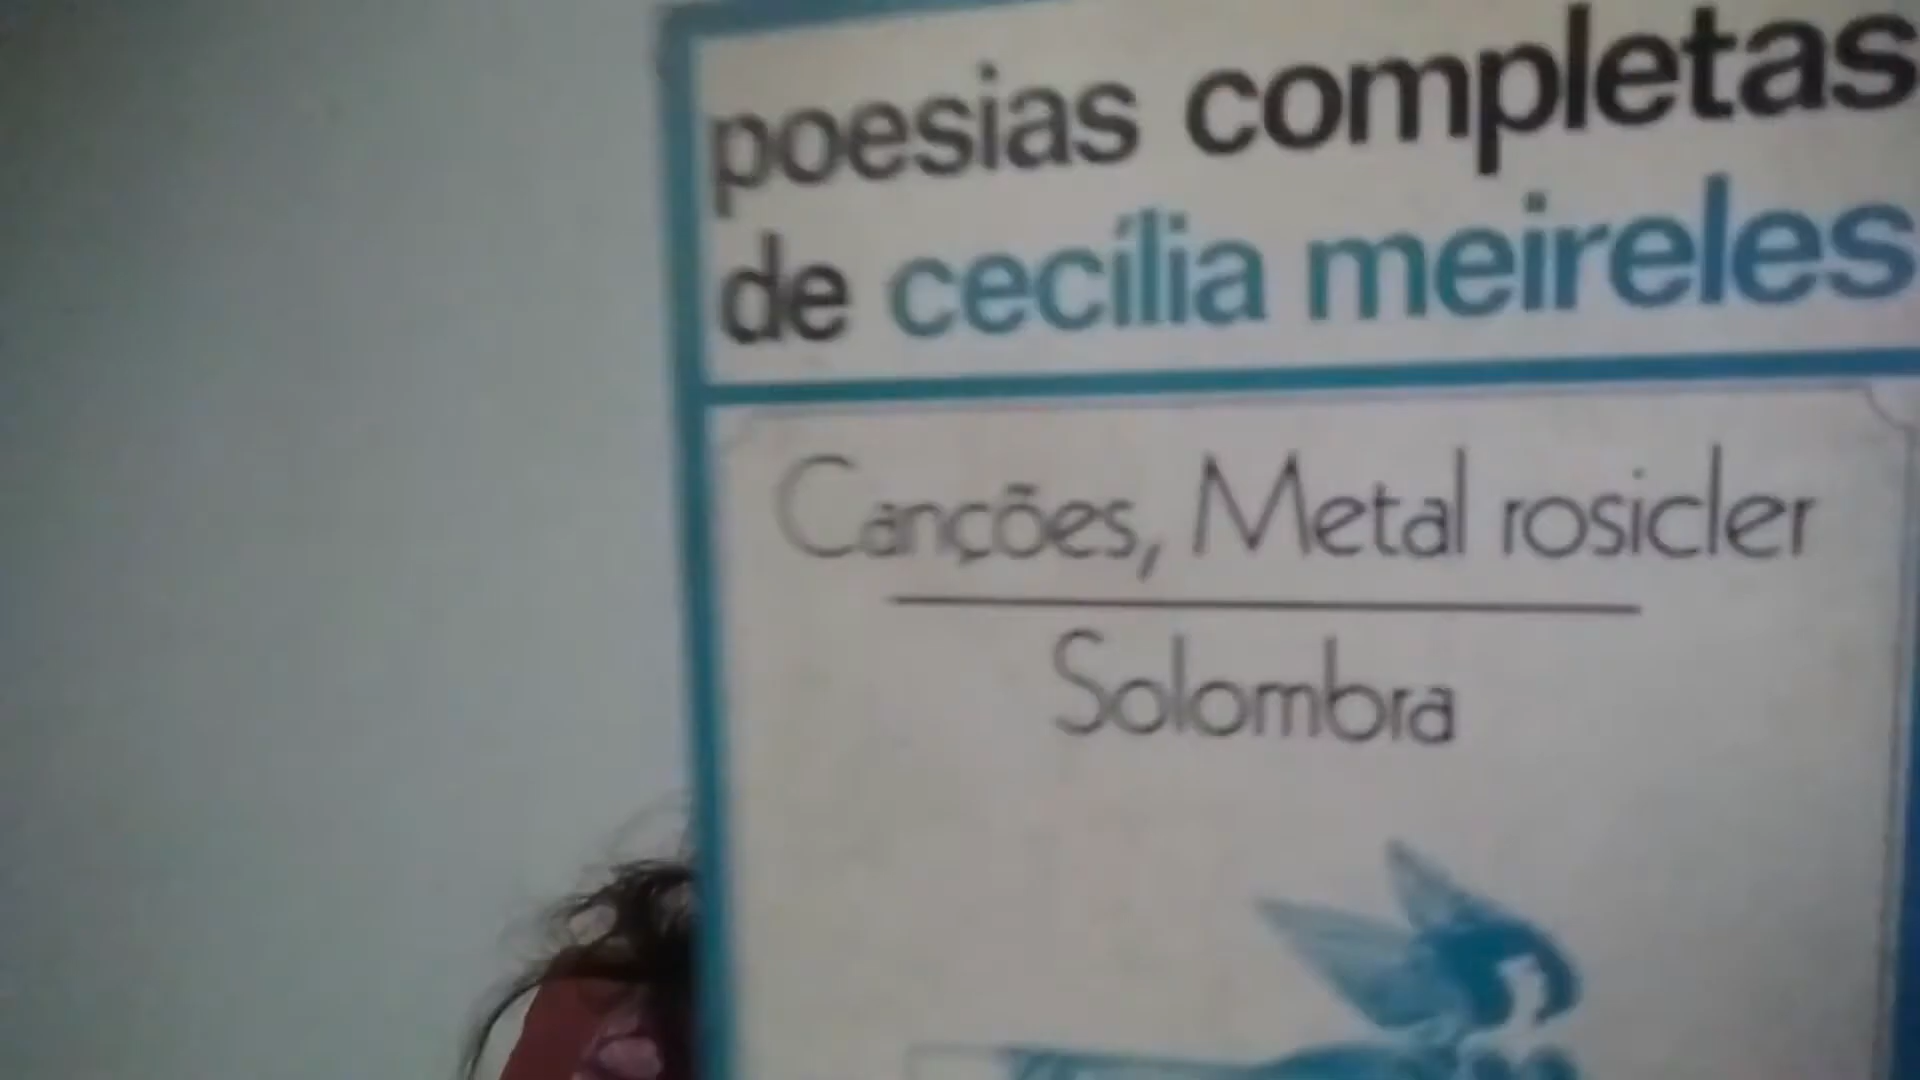 poesias completas
de cecília meireles
Canções, Metal rosicler
Solombra